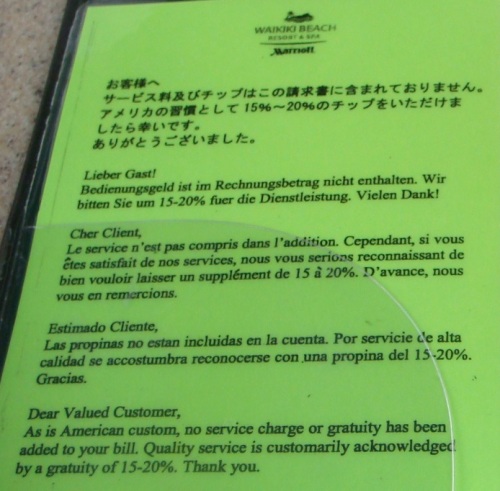 WAIKIKI BEACH
RESORT & SPA
Marriott
お客様へ
サービス料及びチップはこの請求書に含まれておりません。
アメリカの習慣として15%～20%のチップをいただけま
したら幸いです。
ありがとうございました。
Lieber Gast!
Bedienungsgeld ist im Rechnungsbetrag nicht enthalten. Wir
bitten Sie um 15-20% fuer die Dienstleistung. Vielen Dank!
Cher Client,
Le service n'est pas compris dans l'addition. Cependant, si vous
êtes satisfait de nos services, nous vous serions reconnaissant de
bien vouloir laisser un supplément de 15 à 20%. D'avance, nous
vous en remercions.
Estimado Cliente,
Las propinas no estan incluidas en la cuenta. Por servicie de alta
calidad se accostumbra reconocerse con una propina del 15-20%.
Gracias.
Dear Valued Customer,
As is American custom, no service charge or gratuity has been
added to your bill. Quality service is customarily acknowledged
by a gratuity of 15-20%. Thank you.